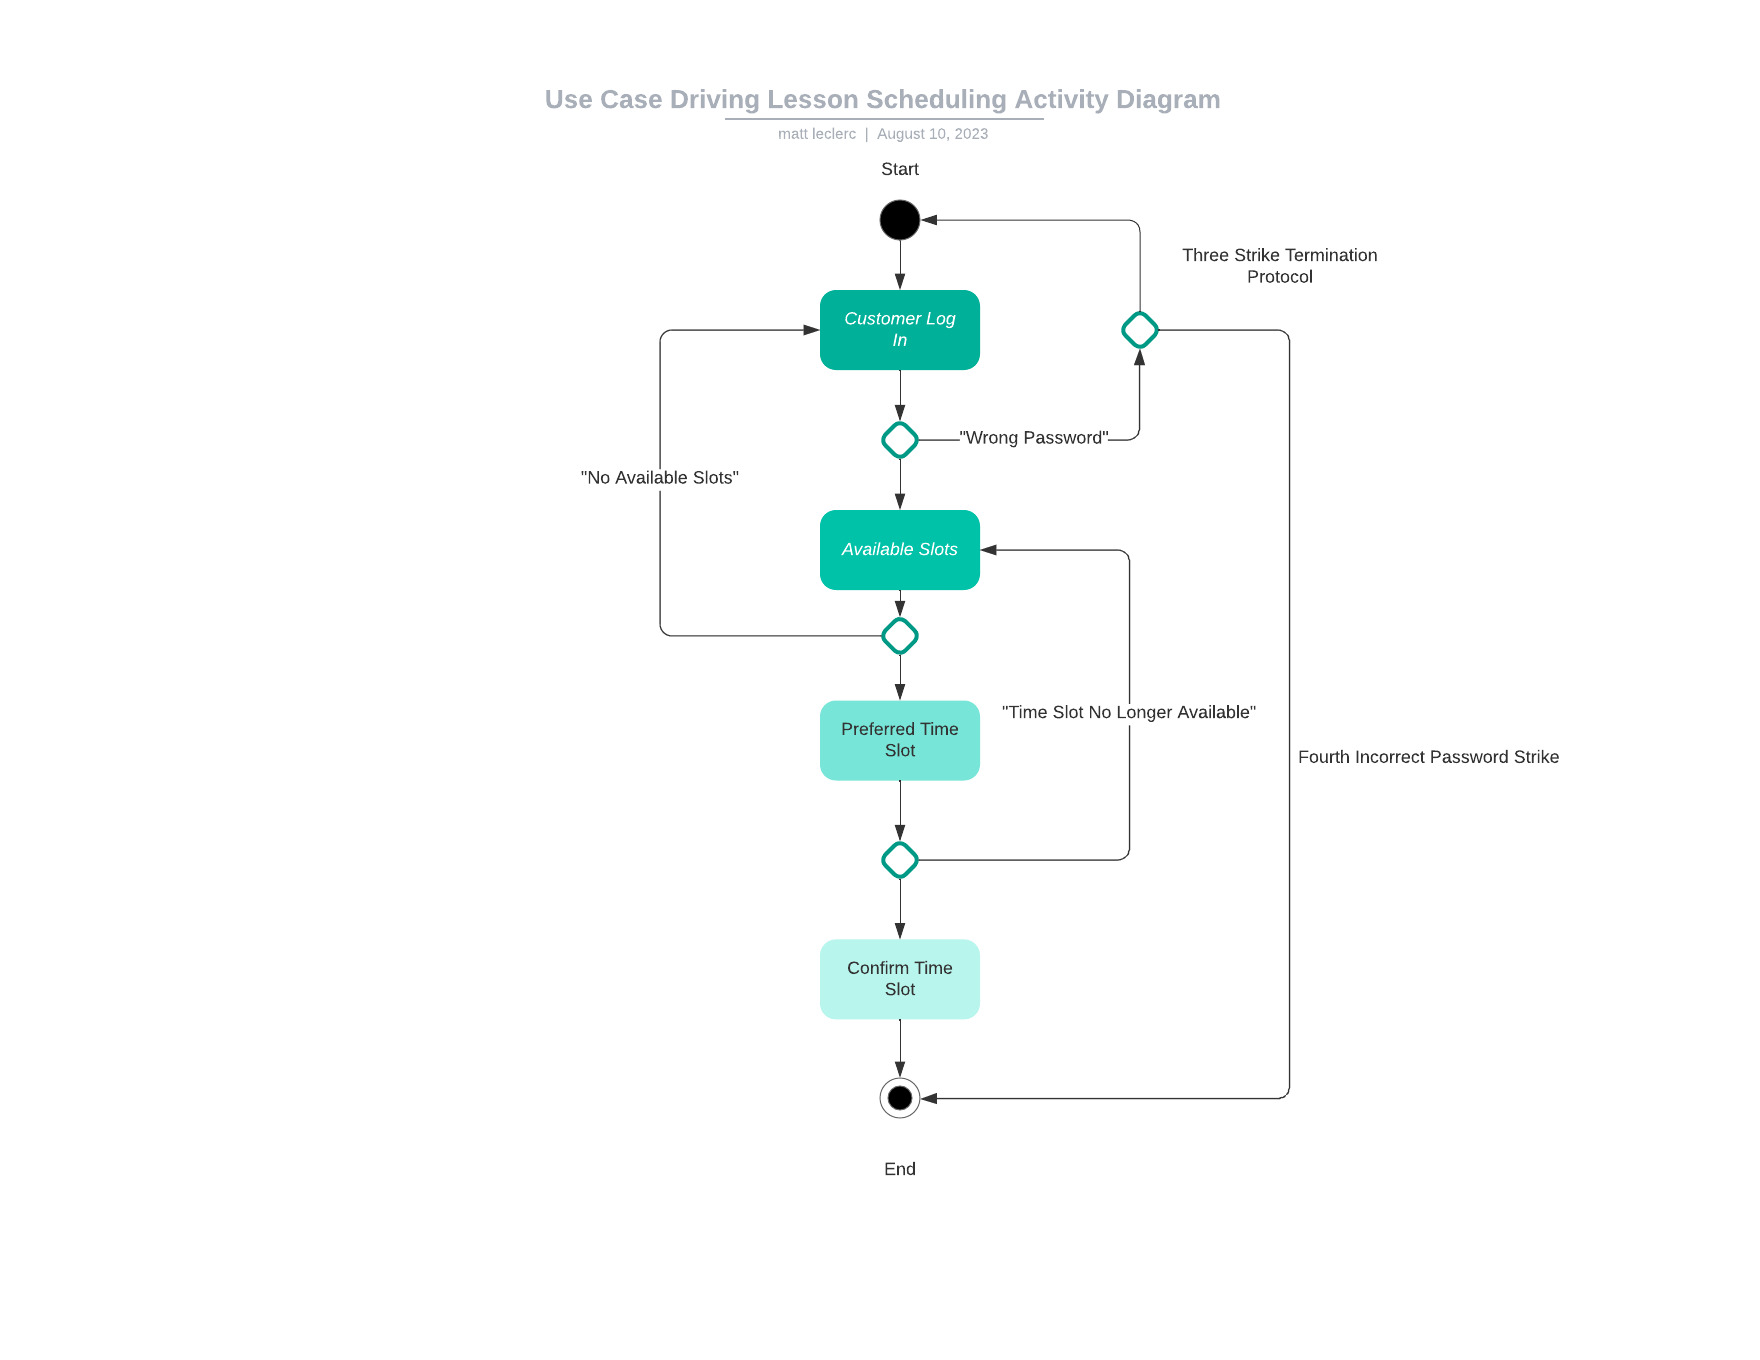 Use Case Driving Lesson Scheduling Activity Diagram
matt leclerc | August 10, 2023
Start
Three Strike Termination
Protocol
Customer Log
In
"Wrong Password"
"No Available Slots"
Available Slots
"Time Slot No Longer Available"
Preferred Time
Slot
Fourth Incorrect Password Strike
Confirm Time
Slot
End